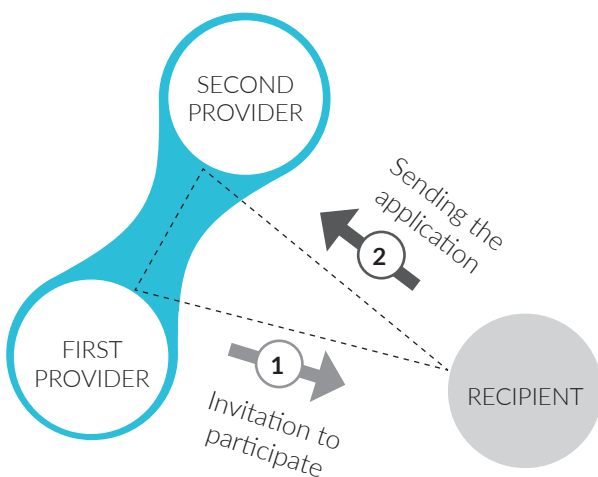 SECOND
PROVIDER
Sending the
application
2
FIRST
PROVIDER
1
Invitation to
participate
RECIPIENT